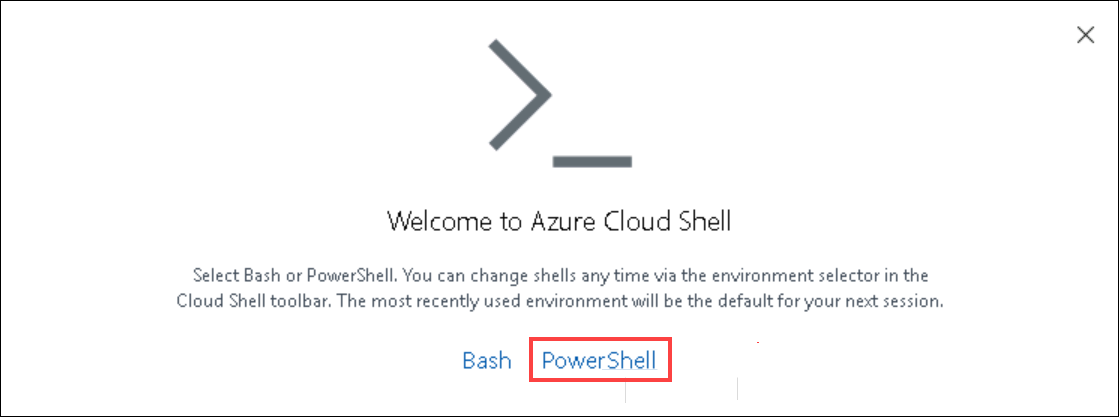 Welcome to Azure Cloud Shell
Select Bash or PowerShell. You can change shells any time via the environment selector in the
Cloud Shell toolbar. The most recently used environment will be the default for your next session.
Bash PowerShell